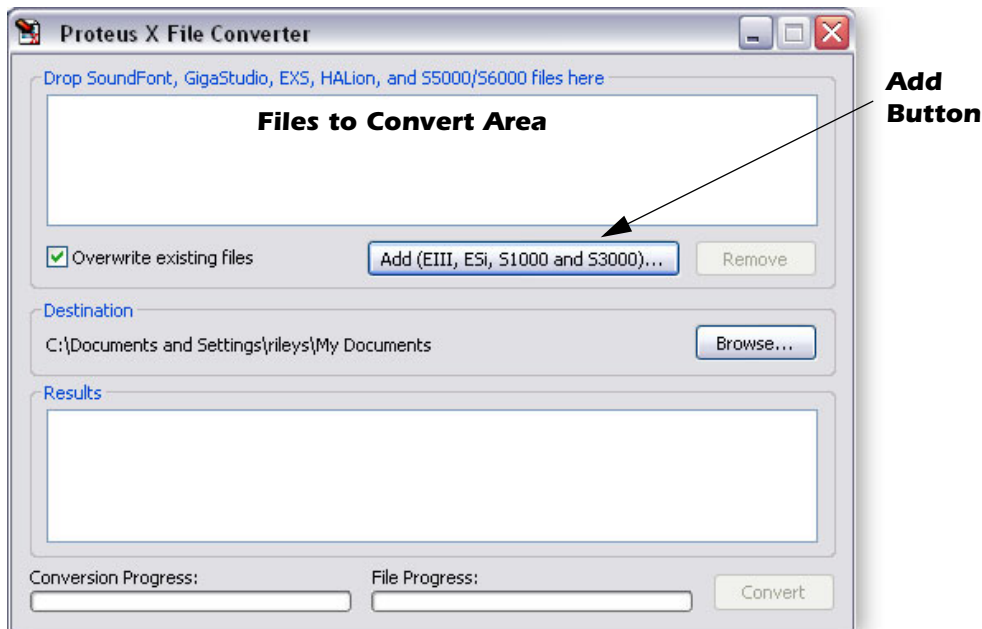 Proteus X File Converter
Drop SoundFont, GigaStudio, EXS, HALion, and S5000/S6000 files here
Files to Convert Area
Add
Button
Overwrite existing files
Add (EIII, ESi, S1000 and S3000)...
Remove
Destination
C:\Documents and Settings\rileys\My Documents
Browse...
Results
Conversion Progress:
File Progress:
Convert